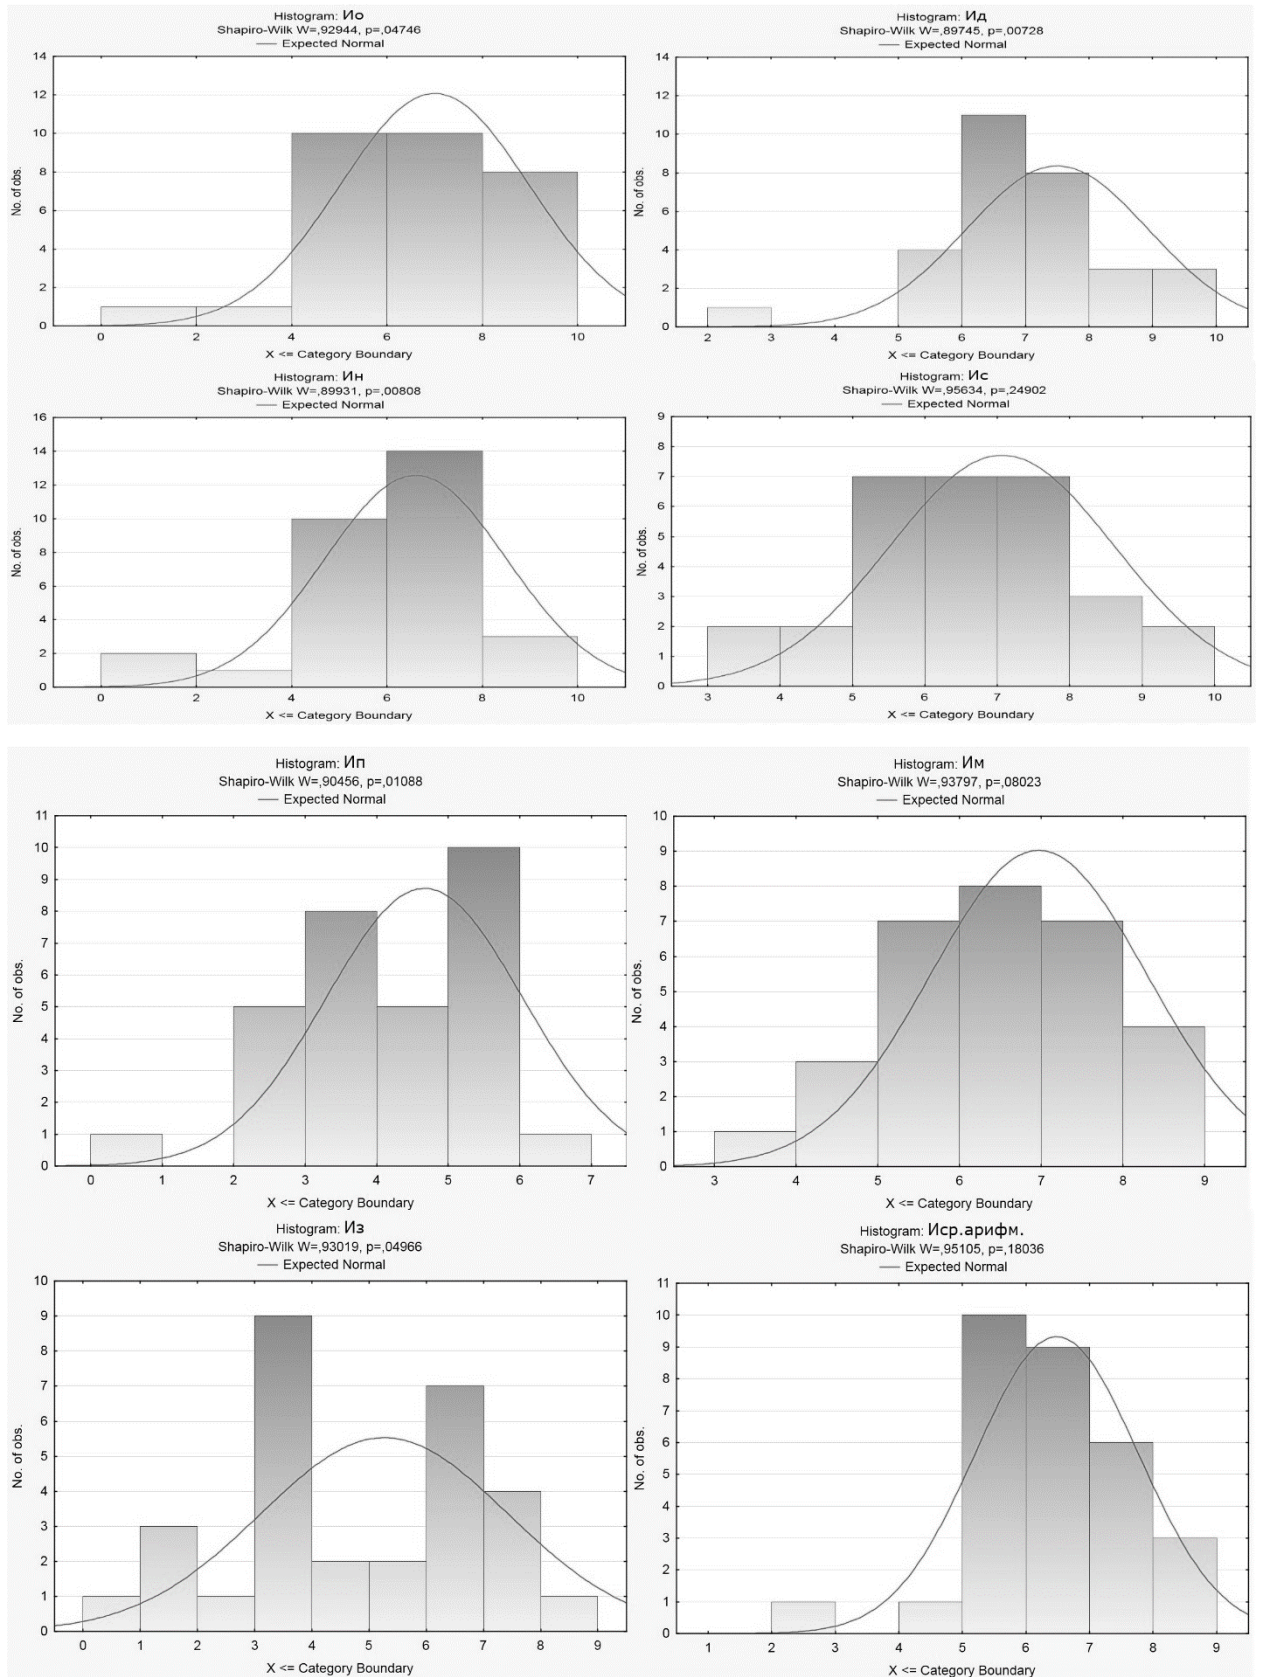 Histogram: Ио
Shapiro-Wilk W=,92944, p=,04746
Expected Normal
14
12
10
8
6
4
2
0
No. of obs.
0 2 4 6 8 10
X <= Category Boundary
Histogram: Ид
Shapiro-Wilk W=,89745, p=,00728
Expected Normal
14
12
10
8
6
4
2
0
No. of obs.
2 3 4 5 6 7 8 9 10
X <= Category Boundary
Histogram: Ин
Shapiro-Wilk W=,89931, p=,00808
Expected Normal
16
14
12
10
8
6
4
2
0
No. of obs.
0 2 4 6 8 10
X <= Category Boundary
Histogram: Ис
Shapiro-Wilk W=,95634, p=,24902
Expected Normal
9
8
7
6
5
4
3
2
1
0
No. of obs.
3 4 5 6 7 8 9 10
X <= Category Boundary
Histogram: Ип
Shapiro-Wilk W=,90456, p=,01088
Expected Normal
11
10
9
8
7
6
5
4
3
2
1
0
No. of obs.
0 1 2 3 4 5 6 7
X <= Category Boundary
Histogram: Им
Shapiro-Wilk W=,93797, p=,08023
Expected Normal
10
9
8
7
6
5
4
3
2
1
0
No. of obs.
3 4 5 6 7 8 9
X <= Category Boundary
Histogram: Из
Shapiro-Wilk W=,93019, p=,04966
Expected Normal
10
9
8
7
6
5
4
3
2
1
0
No. of obs.
0 1 2 3 4 5 6 7 8 9
X <= Category Boundary
Histogram: Иср.арифм.
Shapiro-Wilk W=,95105, p=,18036
Expected Normal
11
10
9
8
7
6
5
4
3
2
1
0
No. of obs.
1 2 3 4 5 6 7 8 9
X <= Category Boundary